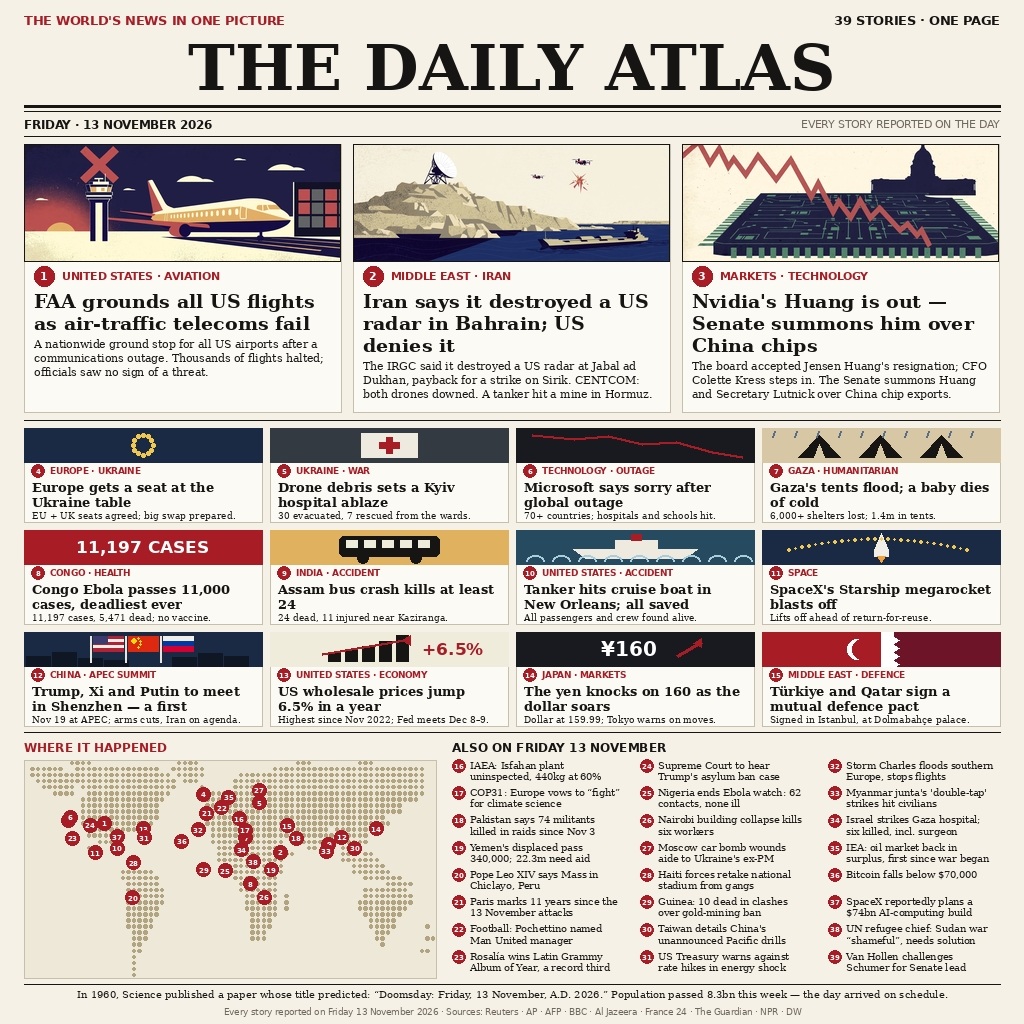 THE WORLD'S NEWS IN ONE PICTURE
39 STORIES · ONE PAGE
THE DAILY ATLAS
FRIDAY · 13 NOVEMBER 2026
EVERY STORY REPORTED ON THE DAY
1 UNITED STATES · AVIATION
FAA grounds all US flights
as air-traffic telecoms fail
A nationwide ground stop for all US airports after a
communications outage. Thousands of flights halted;
officials saw no sign of a threat.
2 MIDDLE EAST · IRAN
Iran says it destroyed a US
radar in Bahrain; US
denies it
The IRGC said it destroyed a US radar at Jabal ad
Dukhan, payback for a strike on Sirik. CENTCOM:
both drones downed. A tanker hit a mine in Hormuz.
3 MARKETS · TECHNOLOGY
Nvidia's Huang is out —
Senate summons him over
China chips
The board accepted Jensen Huang's resignation; CFO
Colette Kress steps in. The Senate summons Huang
and Secretary Lutnick over China chip exports.
4 EUROPE · UKRAINE
Europe gets a seat at the
Ukraine table
EU + UK seats agreed; big swap prepared.
5 UKRAINE · WAR
Drone debris sets a Kyiv
hospital ablaze
30 evacuated, 7 rescued from the wards.
6 TECHNOLOGY · OUTAGE
Microsoft says sorry after
global outage
70+ countries; hospitals and schools hit.
7 GAZA · HUMANITARIAN
Gaza's tents flood; a baby dies
of cold
6,000+ shelters lost; 1.4m in tents.
11,197 CASES
8 CONGO · HEALTH
Congo Ebola passes 11,000
cases, deadliest ever
11,197 cases, 5,471 dead; no vaccine.
9 INDIA · ACCIDENT
Assam bus crash kills at least
24
24 dead, 11 injured near Kaziranga.
10 UNITED STATES · ACCIDENT
Tanker hits cruise boat in
New Orleans; all saved
All passengers and crew found alive.
11 SPACE
SpaceX's Starship megarocket
blasts off
Lifts off ahead of return-for-reuse.
12 CHINA · APEC SUMMIT
Trump, Xi and Putin to meet
in Shenzhen — a first
Nov 19 at APEC; arms cuts, Iran on agenda.
+6.5%
13 UNITED STATES · ECONOMY
US wholesale prices jump
6.5% in a year
Highest since Nov 2022; Fed meets Dec 8–9.
¥160
14 JAPAN · MARKETS
The yen knocks on 160 as the
dollar soars
Dollar at 159.99; Tokyo warns on moves.
15 MIDDLE EAST · DEFENCE
Türkiye and Qatar sign a
mutual defence pact
Signed in Istanbul, at Dolmabahçe palace.
WHERE IT HAPPENED
ALSO ON FRIDAY 13 NOVEMBER
16 IAEA: Isfahan plant
uninspected, 440kg at 60%
17 COP31: Europe vows to “fight”
for climate science
18 Pakistan says 74 militants
killed in raids since Nov 3
19 Yemen's displaced pass
340,000; 22.3m need aid
20 Pope Leo XIV says Mass in
Chiclayo, Peru
21 Paris marks 11 years since the
13 November attacks
22 Football: Pochettino named
Man United manager
23 Rosalía wins Latin Grammy
Album of Year, a record third
24 Supreme Court to hear
Trump's asylum ban case
25 Nigeria ends Ebola watch: 62
contacts, none ill
26 Nairobi building collapse kills
six workers
27 Moscow car bomb wounds
aide to Ukraine's ex-PM
28 Haiti forces retake national
stadium from gangs
29 Guinea: 10 dead in clashes
over gold-mining ban
30 Taiwan details China's
unannounced Pacific drills
31 US Treasury warns against
rate hikes in energy shock
32 Storm Charles floods southern
Europe, stops flights
33 Myanmar junta's 'double-tap'
strikes hit civilians
34 Israel strikes Gaza hospital;
six killed, incl. surgeon
35 IEA: oil market back in
surplus, first since war began
36 Bitcoin falls below $70,000
37 SpaceX reportedly plans a
$74bn AI-computing build
38 UN refugee chief: Sudan war
“shameful”, needs solution
39 Van Hollen challenges
Schumer for Senate lead
In 1960, Science published a paper whose title predicted: “Doomsday: Friday, 13 November, A.D. 2026.” Population passed 8.3bn this week — the day arrived on schedule.
Every story reported on Friday 13 November 2026 · Sources: Reuters · AP · AFP · BBC · Al Jazeera · France 24 · The Guardian · NPR · DW